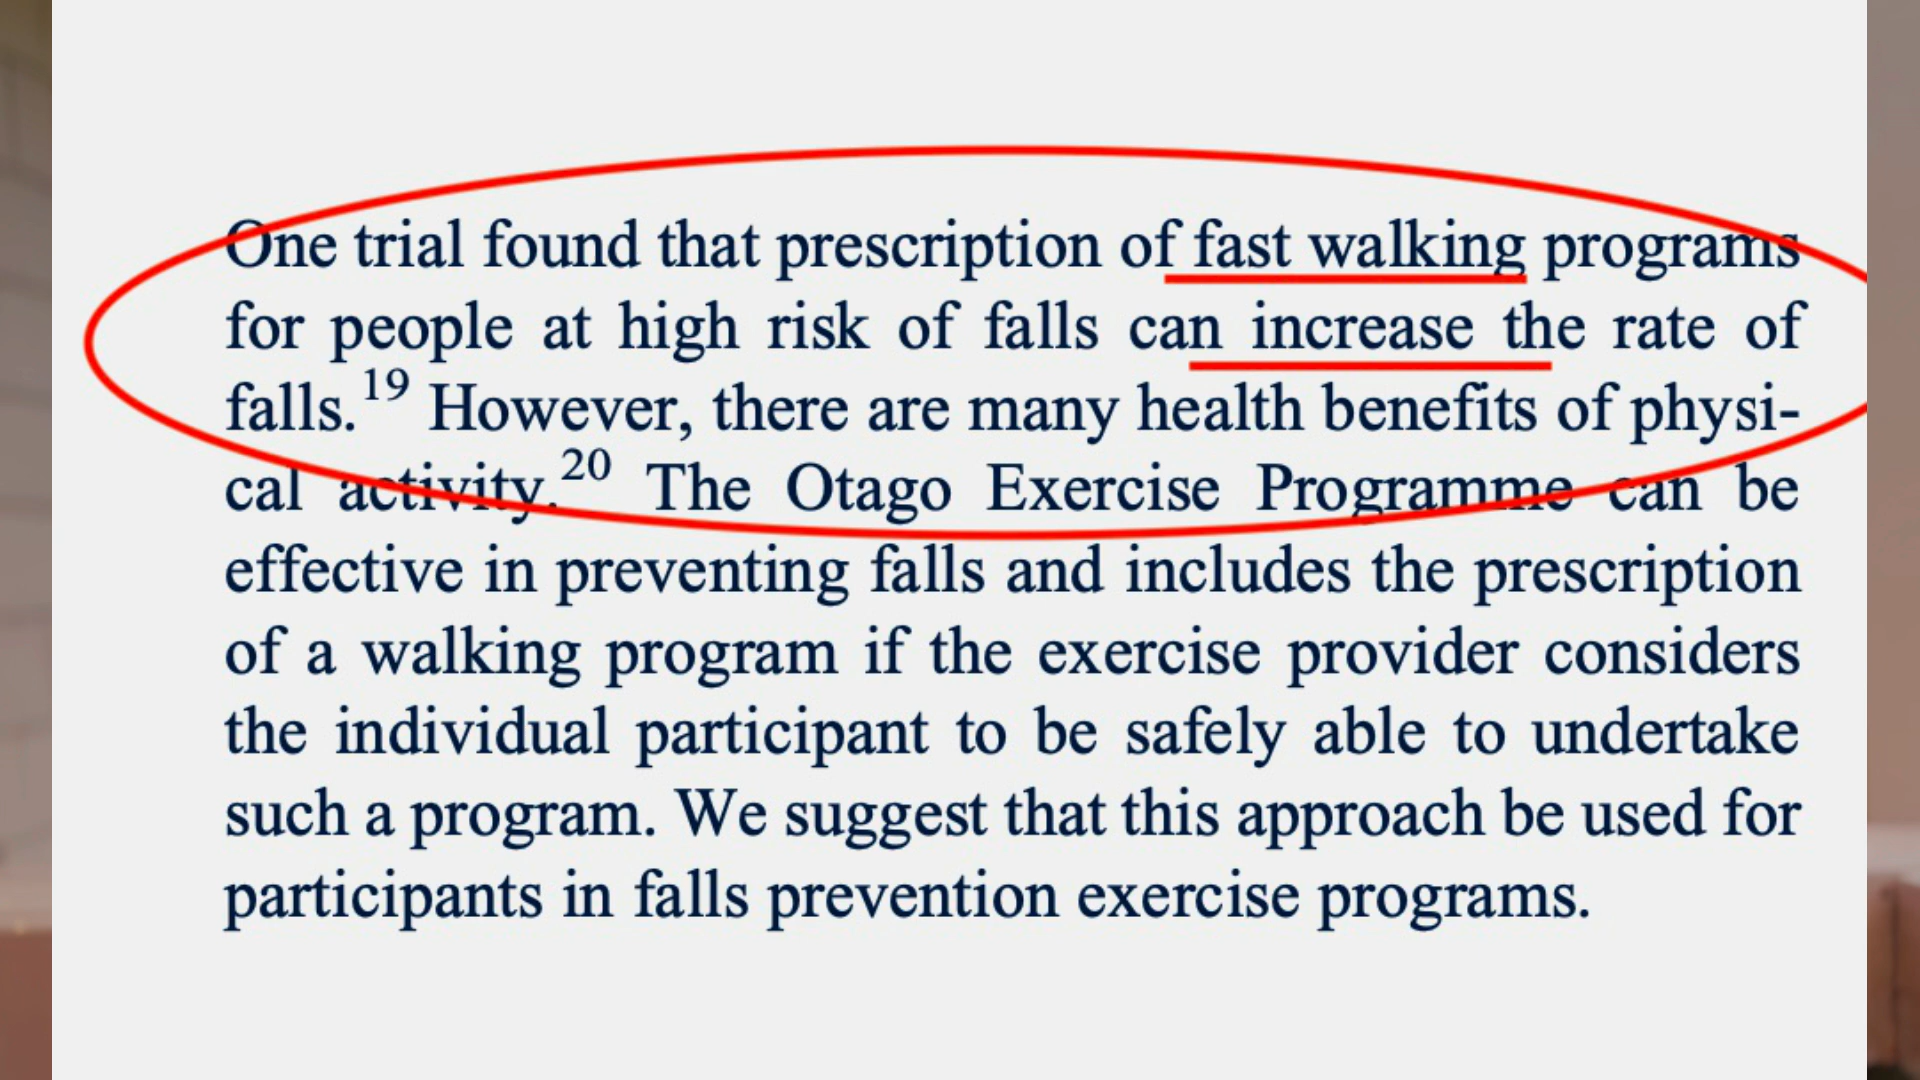 One trial found that prescription of fast walking programs
for people at high risk of falls can increase the rate of
falls.19 However, there are many health benefits of physi-
cal activity.20 The Otago Exercise Programme can be
effective in preventing falls and includes the prescription
of a walking program if the exercise provider considers
the individual participant to be safely able to undertake
such a program. We suggest that this approach be used for
participants in falls prevention exercise programs.